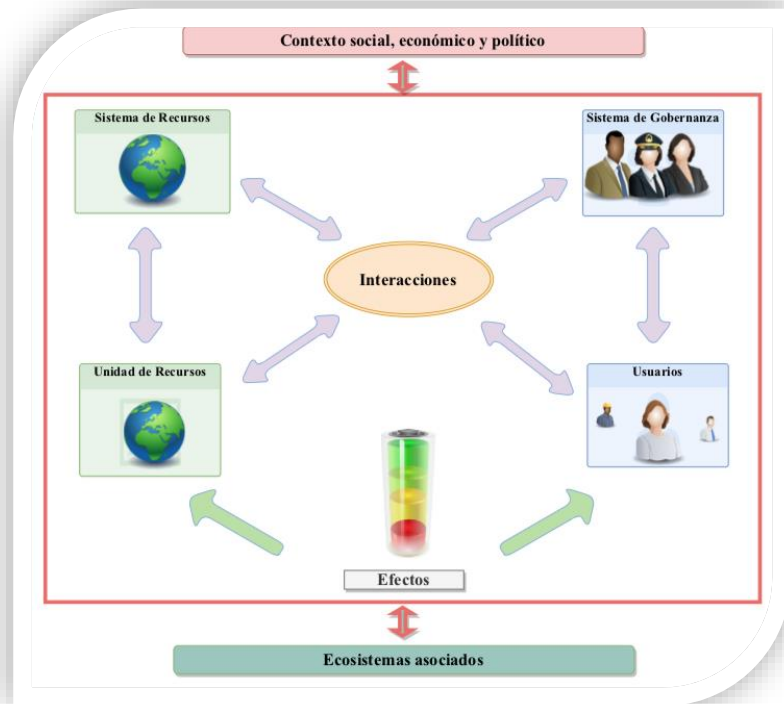 Contexto social, económico y político
Sistema de Recursos
Sistema de Gobernanza
Interacciones
Unidad de Recursos
Usuarios
Efectos
Ecosistemas asociados